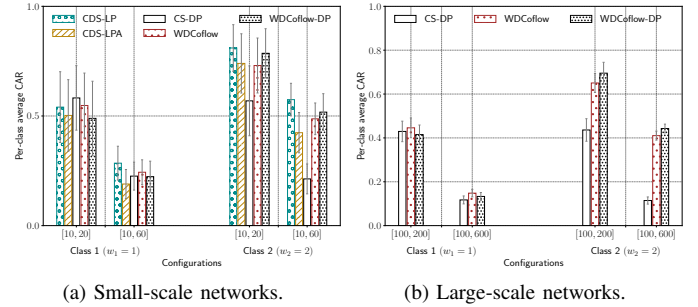 CDS-LP CS-DP WDCoflow-DP
CDS-LPA WDCoflow
1.0
0.5
0.0
Per-class average CAR
[10, 20] [10, 60] [10, 20] [10, 60]
Class 1 (w₁ = 1) Class 2 (w₂ = 2)
Configurations
(a) Small-scale networks.
CS-DP WDCoflow WDCoflow-DP
1.0
0.8
0.6
0.4
0.2
0.0
Per-class average CAR
[100, 200] [100, 600] [100, 200] [100, 600]
Class 1 (w₁ = 1) Class 2 (w₂ = 2)
Configurations
(b) Large-scale networks.